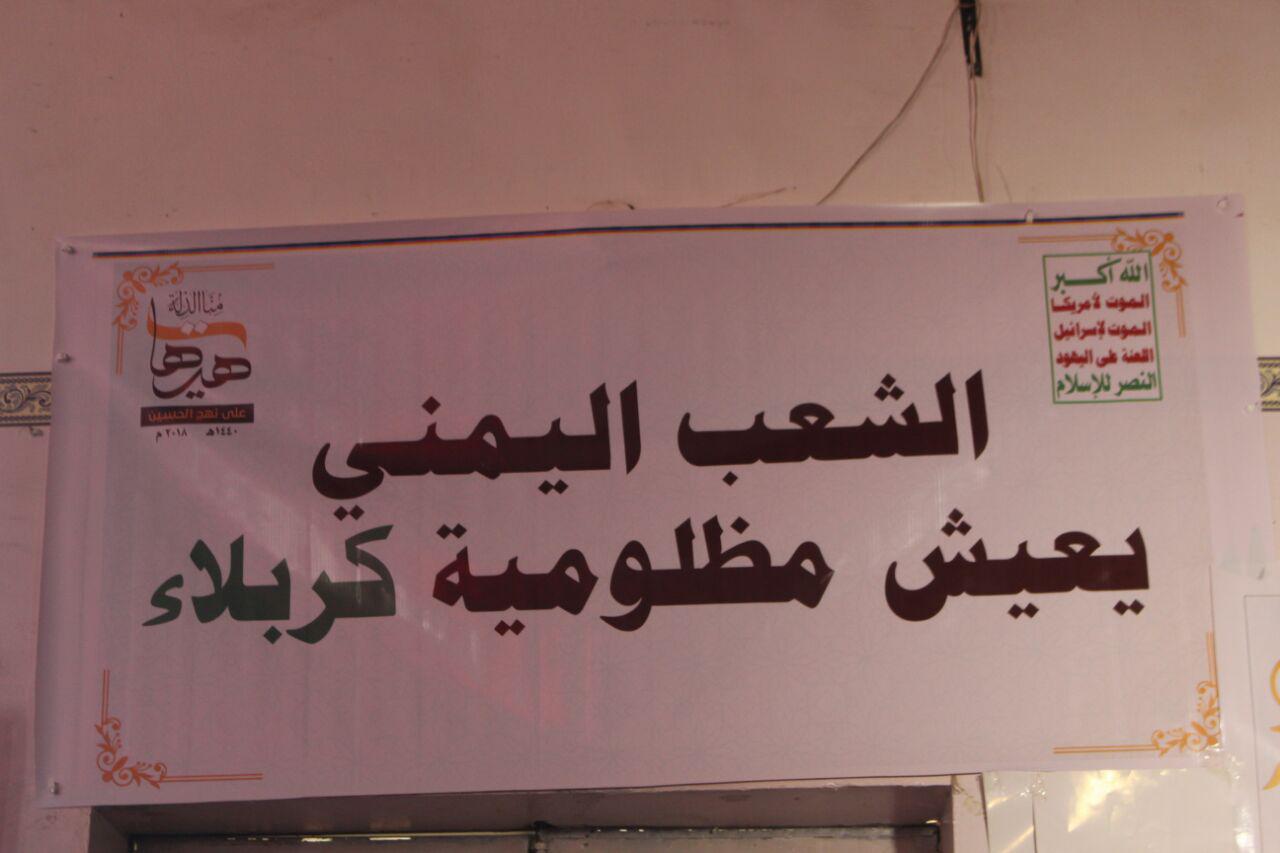 الله أكبر
الموت لأمريكا
الموت لإسرائيل
اللعنة على اليهود
النصر للإسلام
هيهات
منا الذلة
على نهج الحسين
١٤٤٠هـ ٢٠١٨م
الشعب اليمني
يعيش مظلومية كربلاء